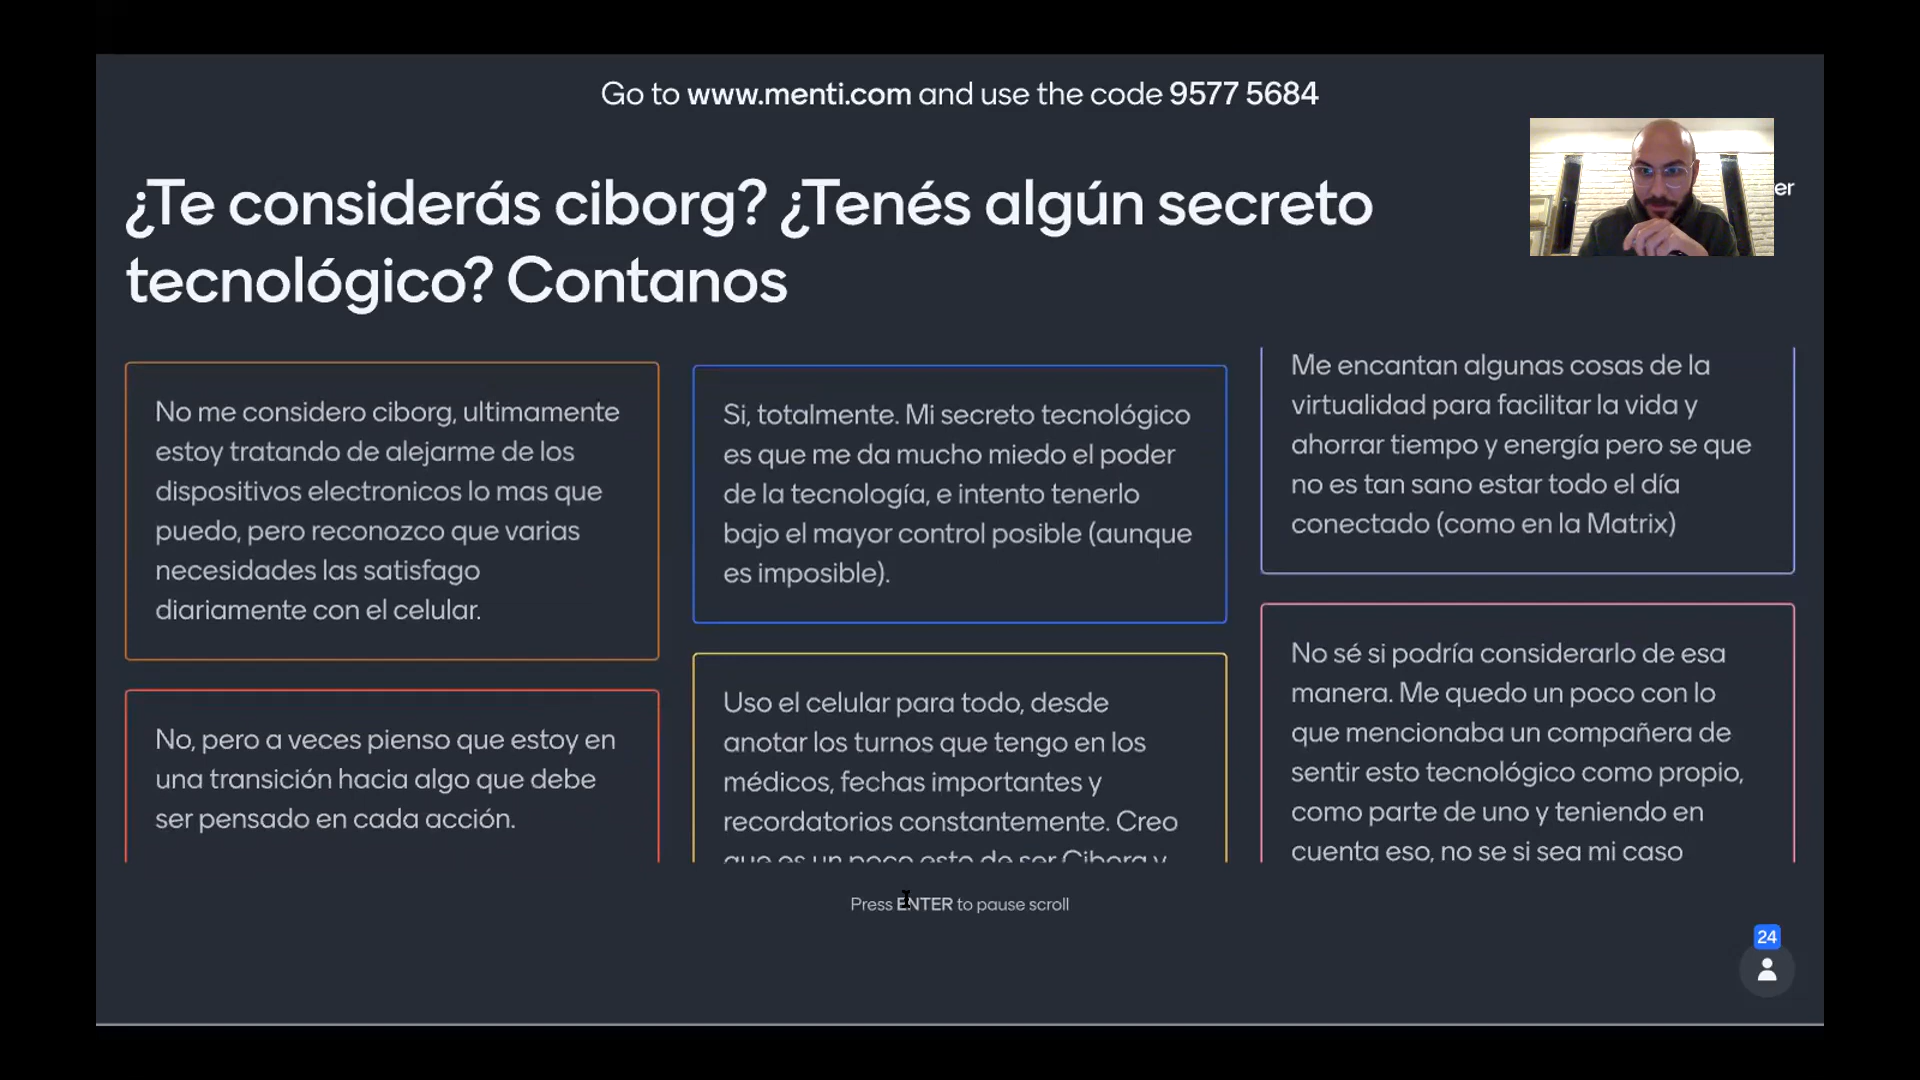 Go to www.menti.com and use the code 9577 5684
¿Te considerás ciborg? ¿Tenés algún secreto
tecnológico? Contanos
No me considero ciborg, ultimamente
estoy tratando de alejarme de los
dispositivos electronicos lo mas que
puedo, pero reconozco que varias
necesidades las satisfago
diariamente con el celular.
No, pero a veces pienso que estoy en
una transición hacia algo que debe
ser pensado en cada acción.
Si, totalmente. Mi secreto tecnológico
es que me da mucho miedo el poder
de la tecnología, e intento tenerlo
bajo el mayor control posible (aunque
es imposible).
Uso el celular para todo, desde
anotar los turnos que tengo en los
médicos, fechas importantes y
recordatorios constantemente. Creo
que es un poco esto de ser Ciborg y
Me encantan algunas cosas de la
virtualidad para facilitar la vida y
ahorrar tiempo y energía pero se que
no es tan sano estar todo el día
conectado (como en la Matrix)
No sé si podría considerarlo de esa
manera. Me quedo un poco con lo
que mencionaba un compañera de
sentir esto tecnológico como propio,
como parte de uno y teniendo en
cuenta eso, no se si sea mi caso
Press ENTER to pause scroll
24